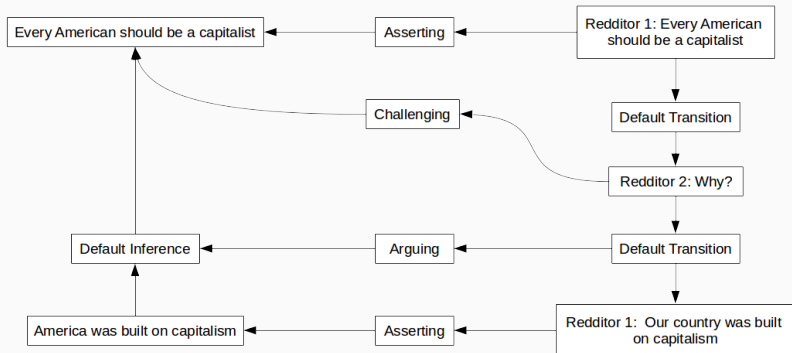 Every American should be a capitalist
Asserting
Redditor 1: Every American
should be a capitalist
Challenging
Default Transition
Redditor 2: Why?
Default Inference
Arguing
Default Transition
America was built on capitalism
Asserting
Redditor 1: Our country was built
on capitalism